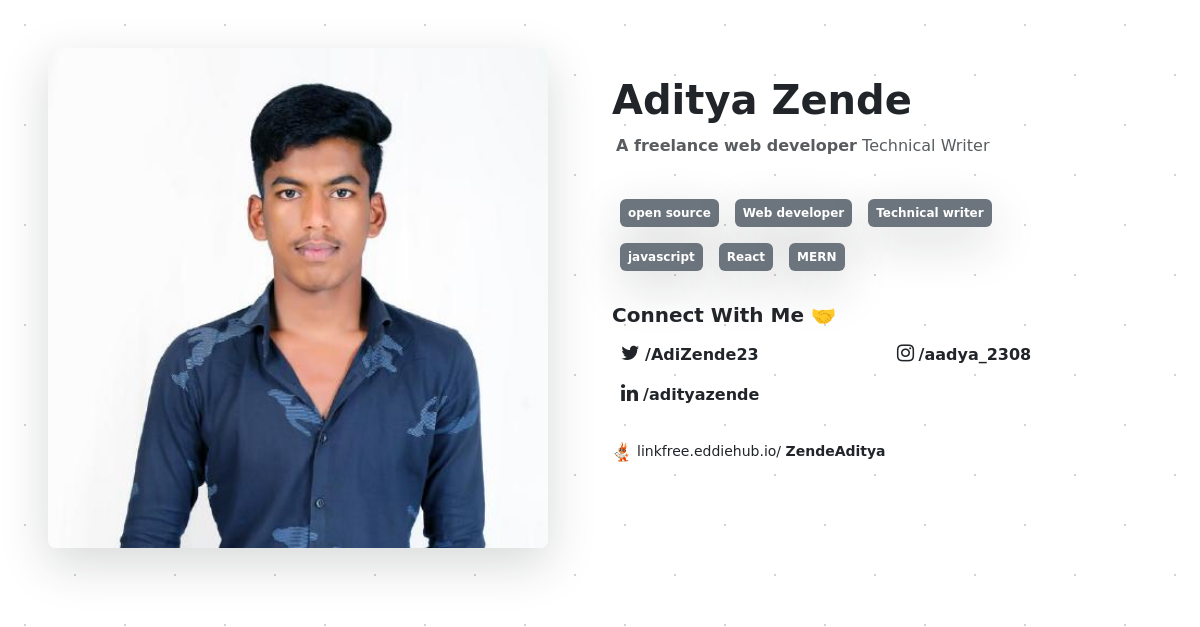 Aditya Zende
A freelance web developer Technical Writer
open source Web developer Technical writer
javascript React MERN
Connect With Me 🤝
/AdiZende23 /aadya_2308
/adityazende
linkfree.eddiehub.io/ ZendeAditya